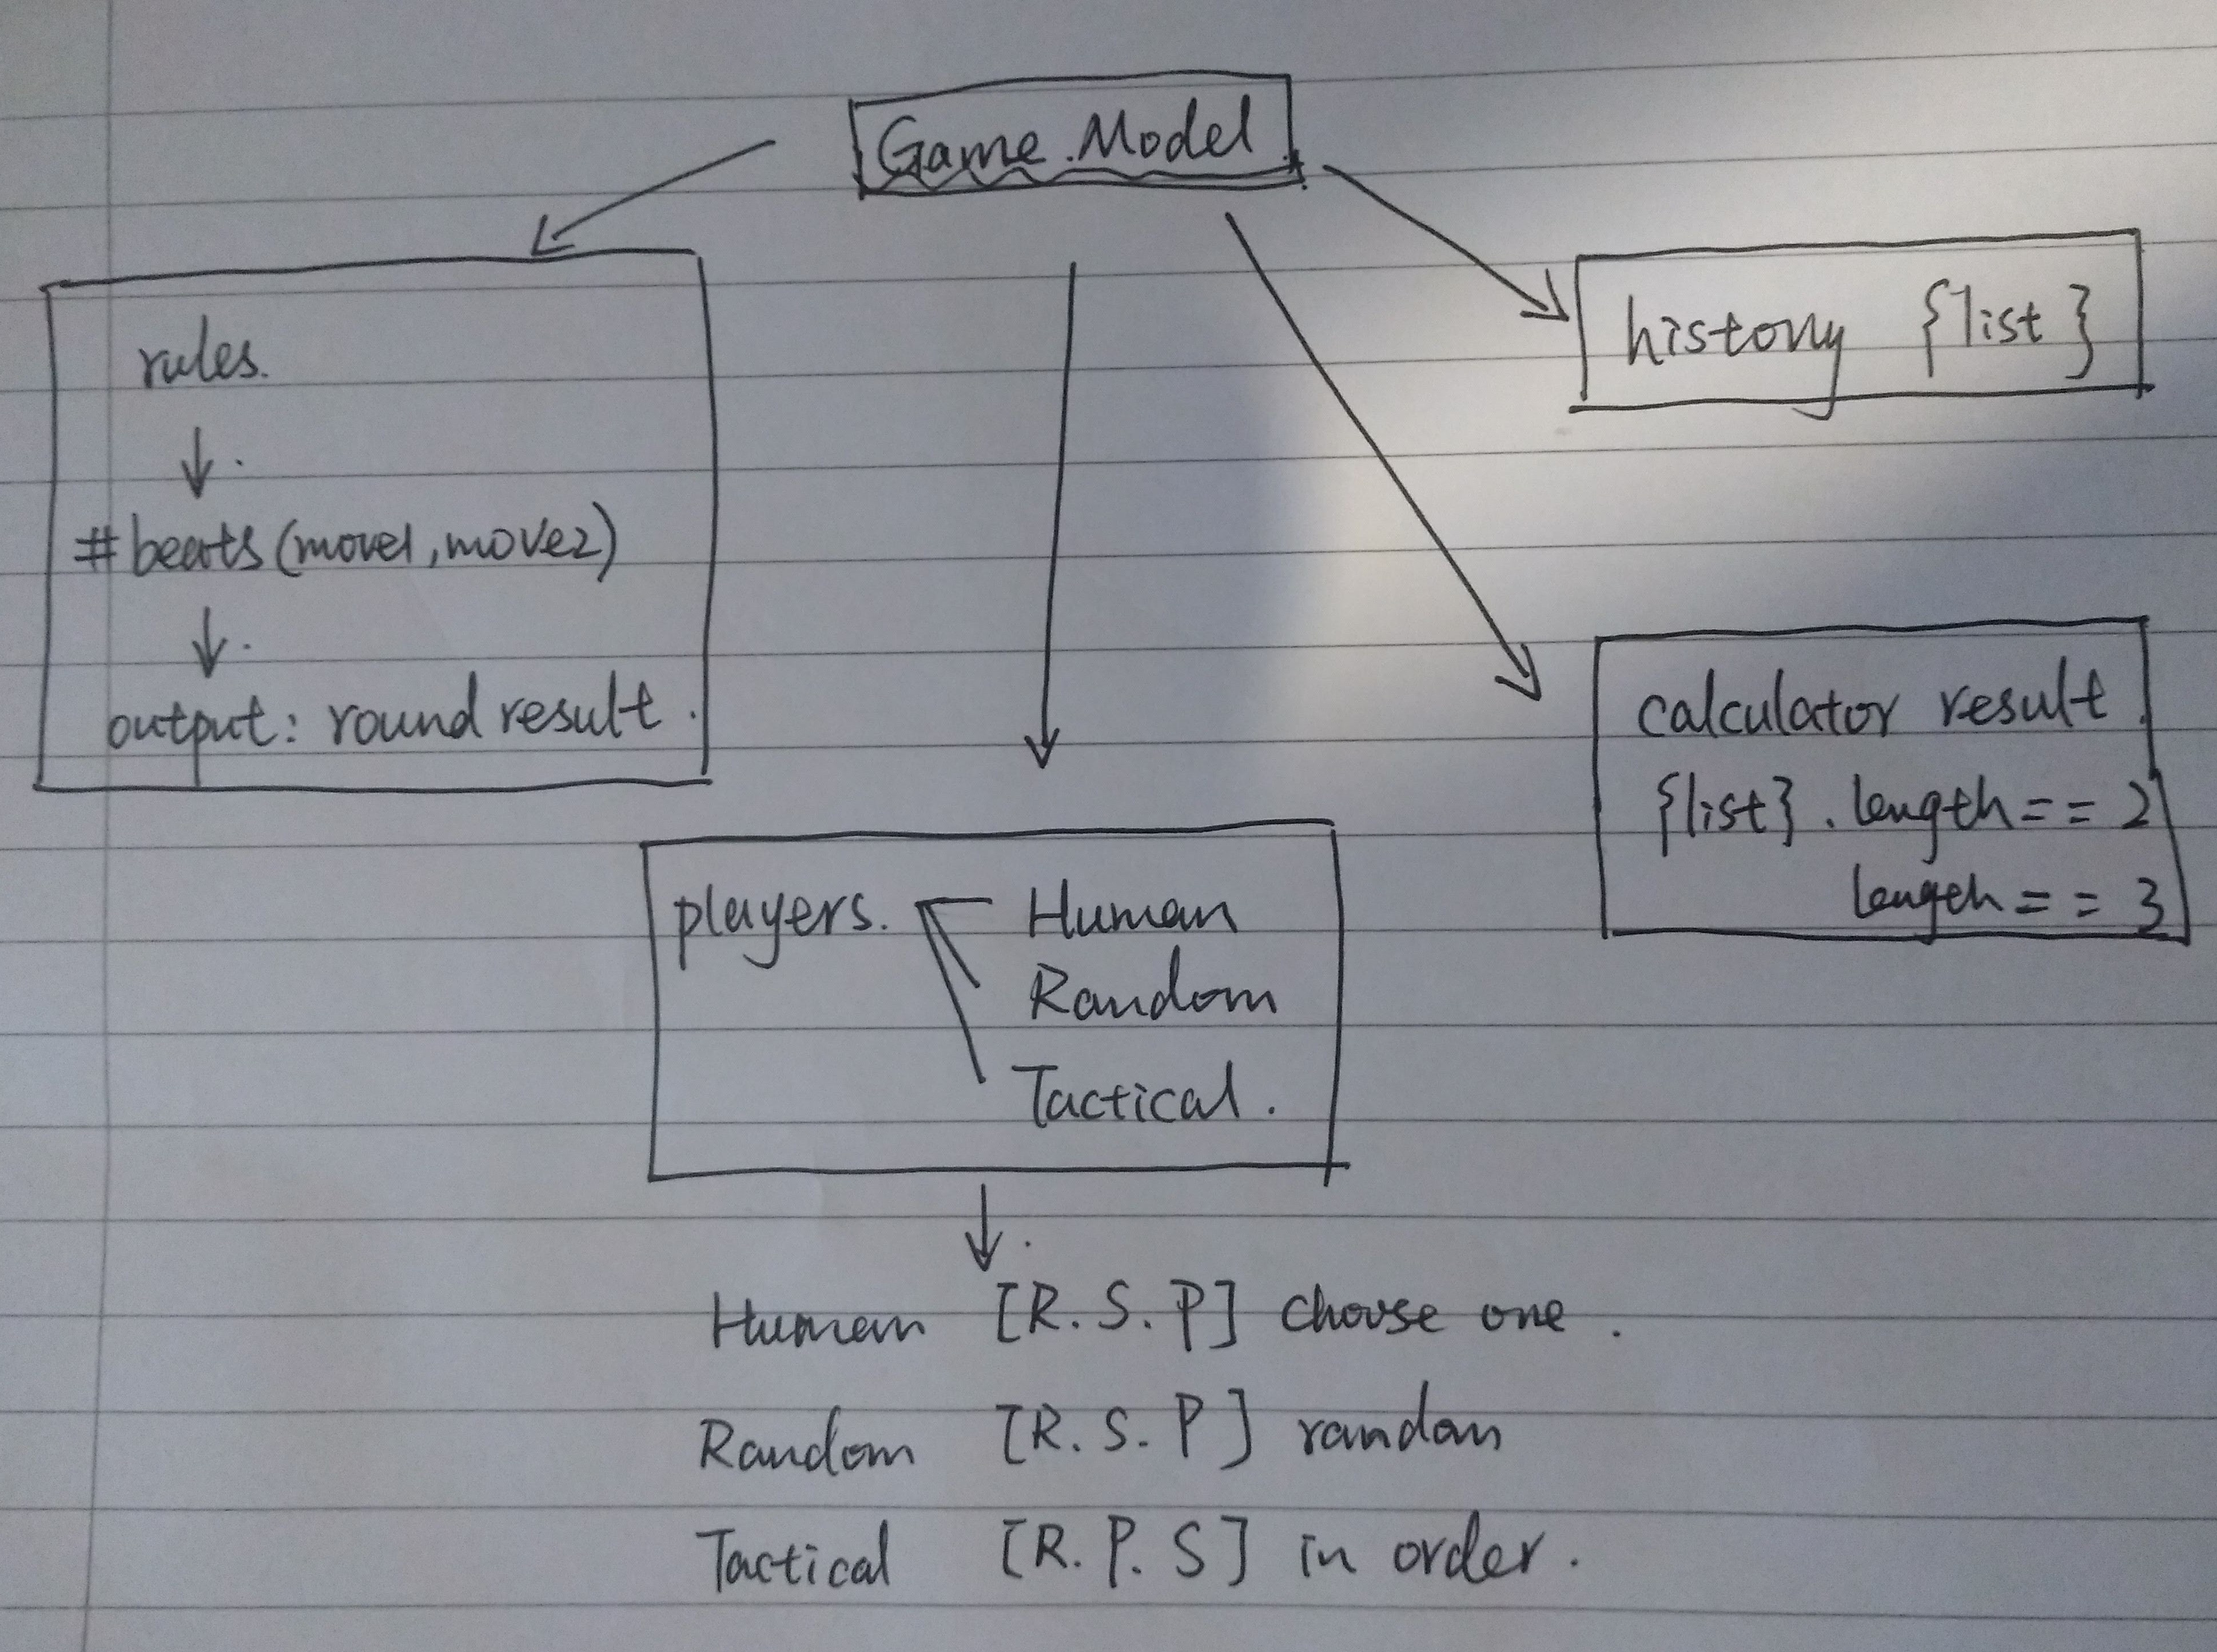 Game.Model
rules.
#beats(move1, move2)
output: round result.
history {list}
calculator result.
{list}.length == 2
length == 3
players. Human
Random
Tactical.
Human [R.S.P] choose one.
Random [R.S.P] random
Tactical [R.P.S] in order.